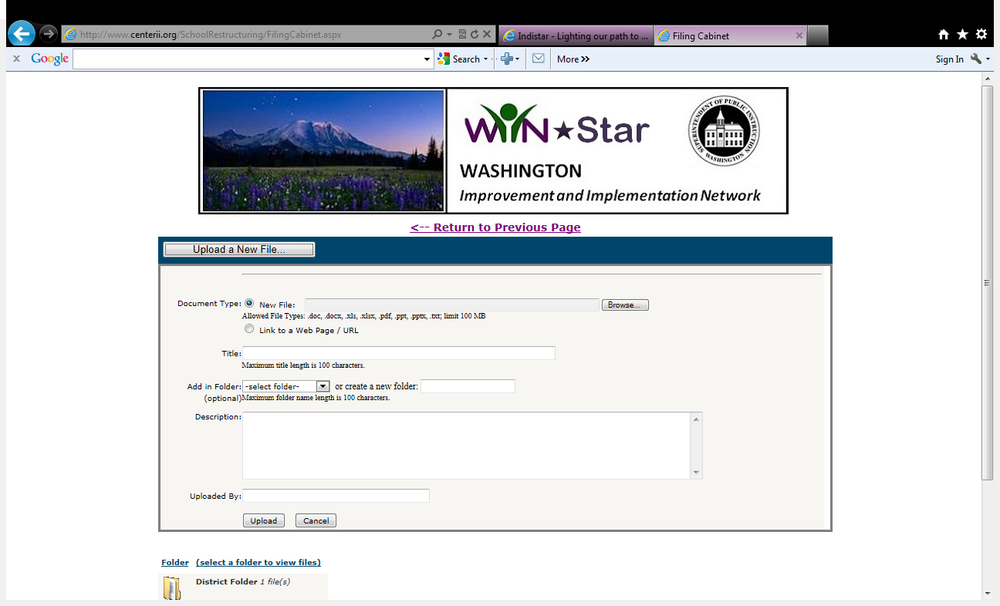 http://www.centerii.org/SchoolRestructuring/FilingCabinet.aspx
Indistar - Lighting our path to ...
Filing Cabinet
x Google
Search
More >>
Sign In
WIN★Star
SUPERINTENDENT OF PUBLIC INSTRUCTION
WASHINGTON
WASHINGTON
Improvement and Implementation Network
<-- Return to Previous Page
Upload a New File...
Document Type: New File: Browse...
Allowed File Types: .doc, .docx, .xls, .xlsx, .pdf, .ppt, .pptx, .txt; limit 100 MB
Link to a Web Page / URL
Title:
Maximum title length is 100 characters.
Add in Folder: -select folder- or create a new folder:
(optional) Maximum folder name length is 100 characters.
Description:
Uploaded By:
Upload Cancel
Folder (select a folder to view files)
District Folder 1 file(s)